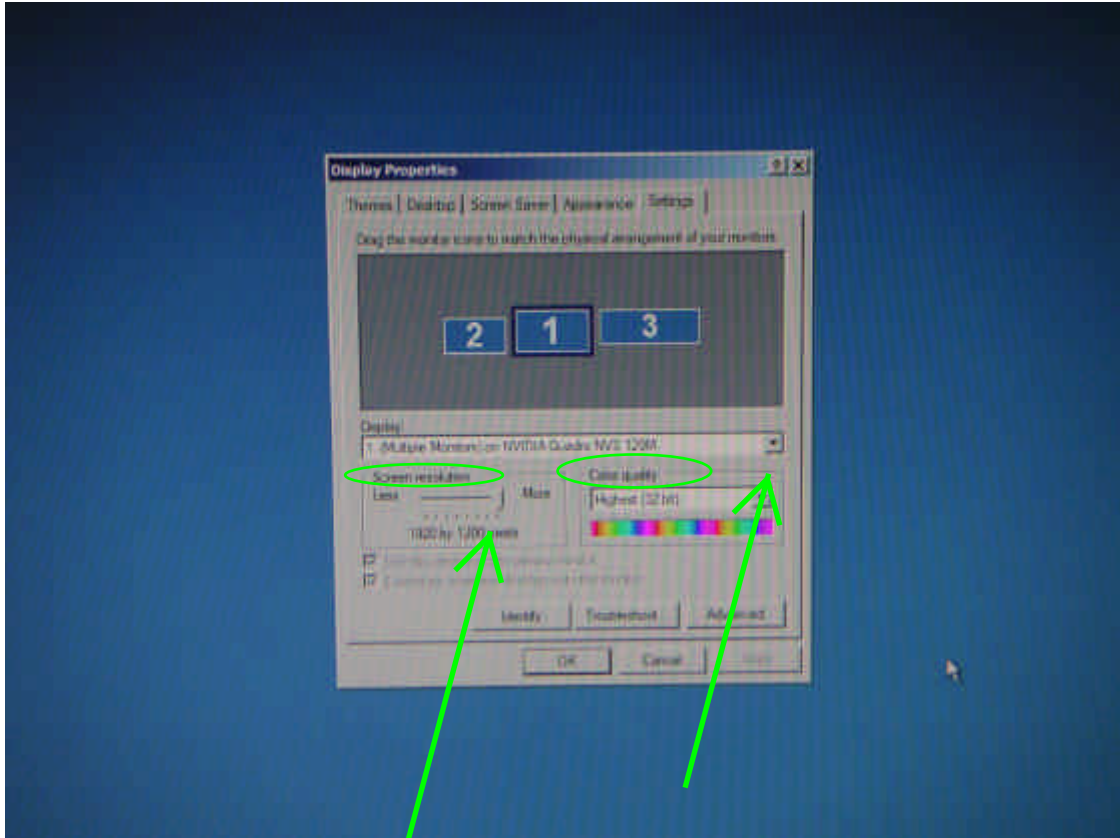 Display Properties
Themes Desktop Screen Saver Appearance Settings
Drag the monitor icons to match the physical arrangement of your monitors.
2 1 3
Display:
1. (Multiple Monitors) on NVIDIA Quadro NVS 120M
Screen resolution
Less More
1920 by 1200 pixels
Color quality
Highest (32 bit)
Identify Troubleshoot Advanced
OK Cancel